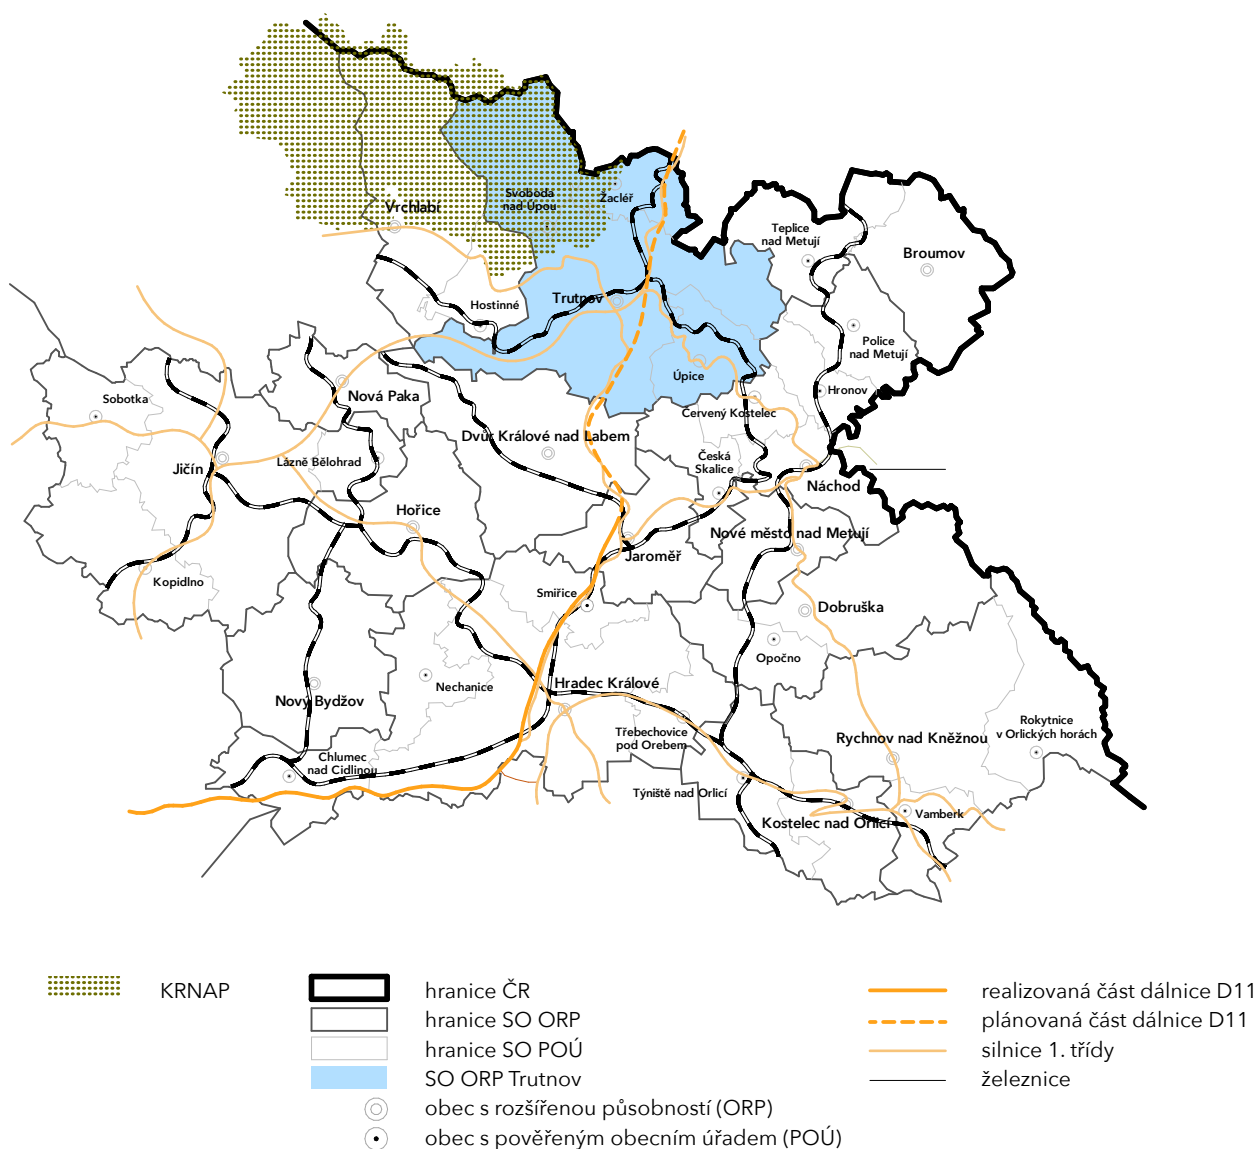 Svoboda
nad Úpou
Žacléř
Vrchlabí
Teplice
nad Metují
Broumov
Hostinné
Trutnov
Police
nad Metují
Úpice
Hronov
Nová Paka
Sobotka
Červený Kostelec
Dvůr Králové nad Labem
Česká
Skalice
Jičín
Lázně Bělohrad
Náchod
Hořice
Nové město nad Metují
Jaroměř
Kopidlno
Smiřice
Dobruška
Opočno
Nechanice
Hradec Králové
Nový Bydžov
Třebechovice
pod Orebem
Rychnov nad Kněžnou
Rokytnice
v Orlických horách
Chlumec
nad Cidlinou
Týniště nad Orlicí
Kostelec nad Orlicí
Vamberk
KRNAP
hranice ČR
hranice SO ORP
hranice SO POÚ
SO ORP Trutnov
obec s rozšířenou působností (ORP)
obec s pověřeným obecním úřadem (POÚ)
realizovaná část dálnice D11
plánovaná část dálnice D11
silnice 1. třídy
železnice